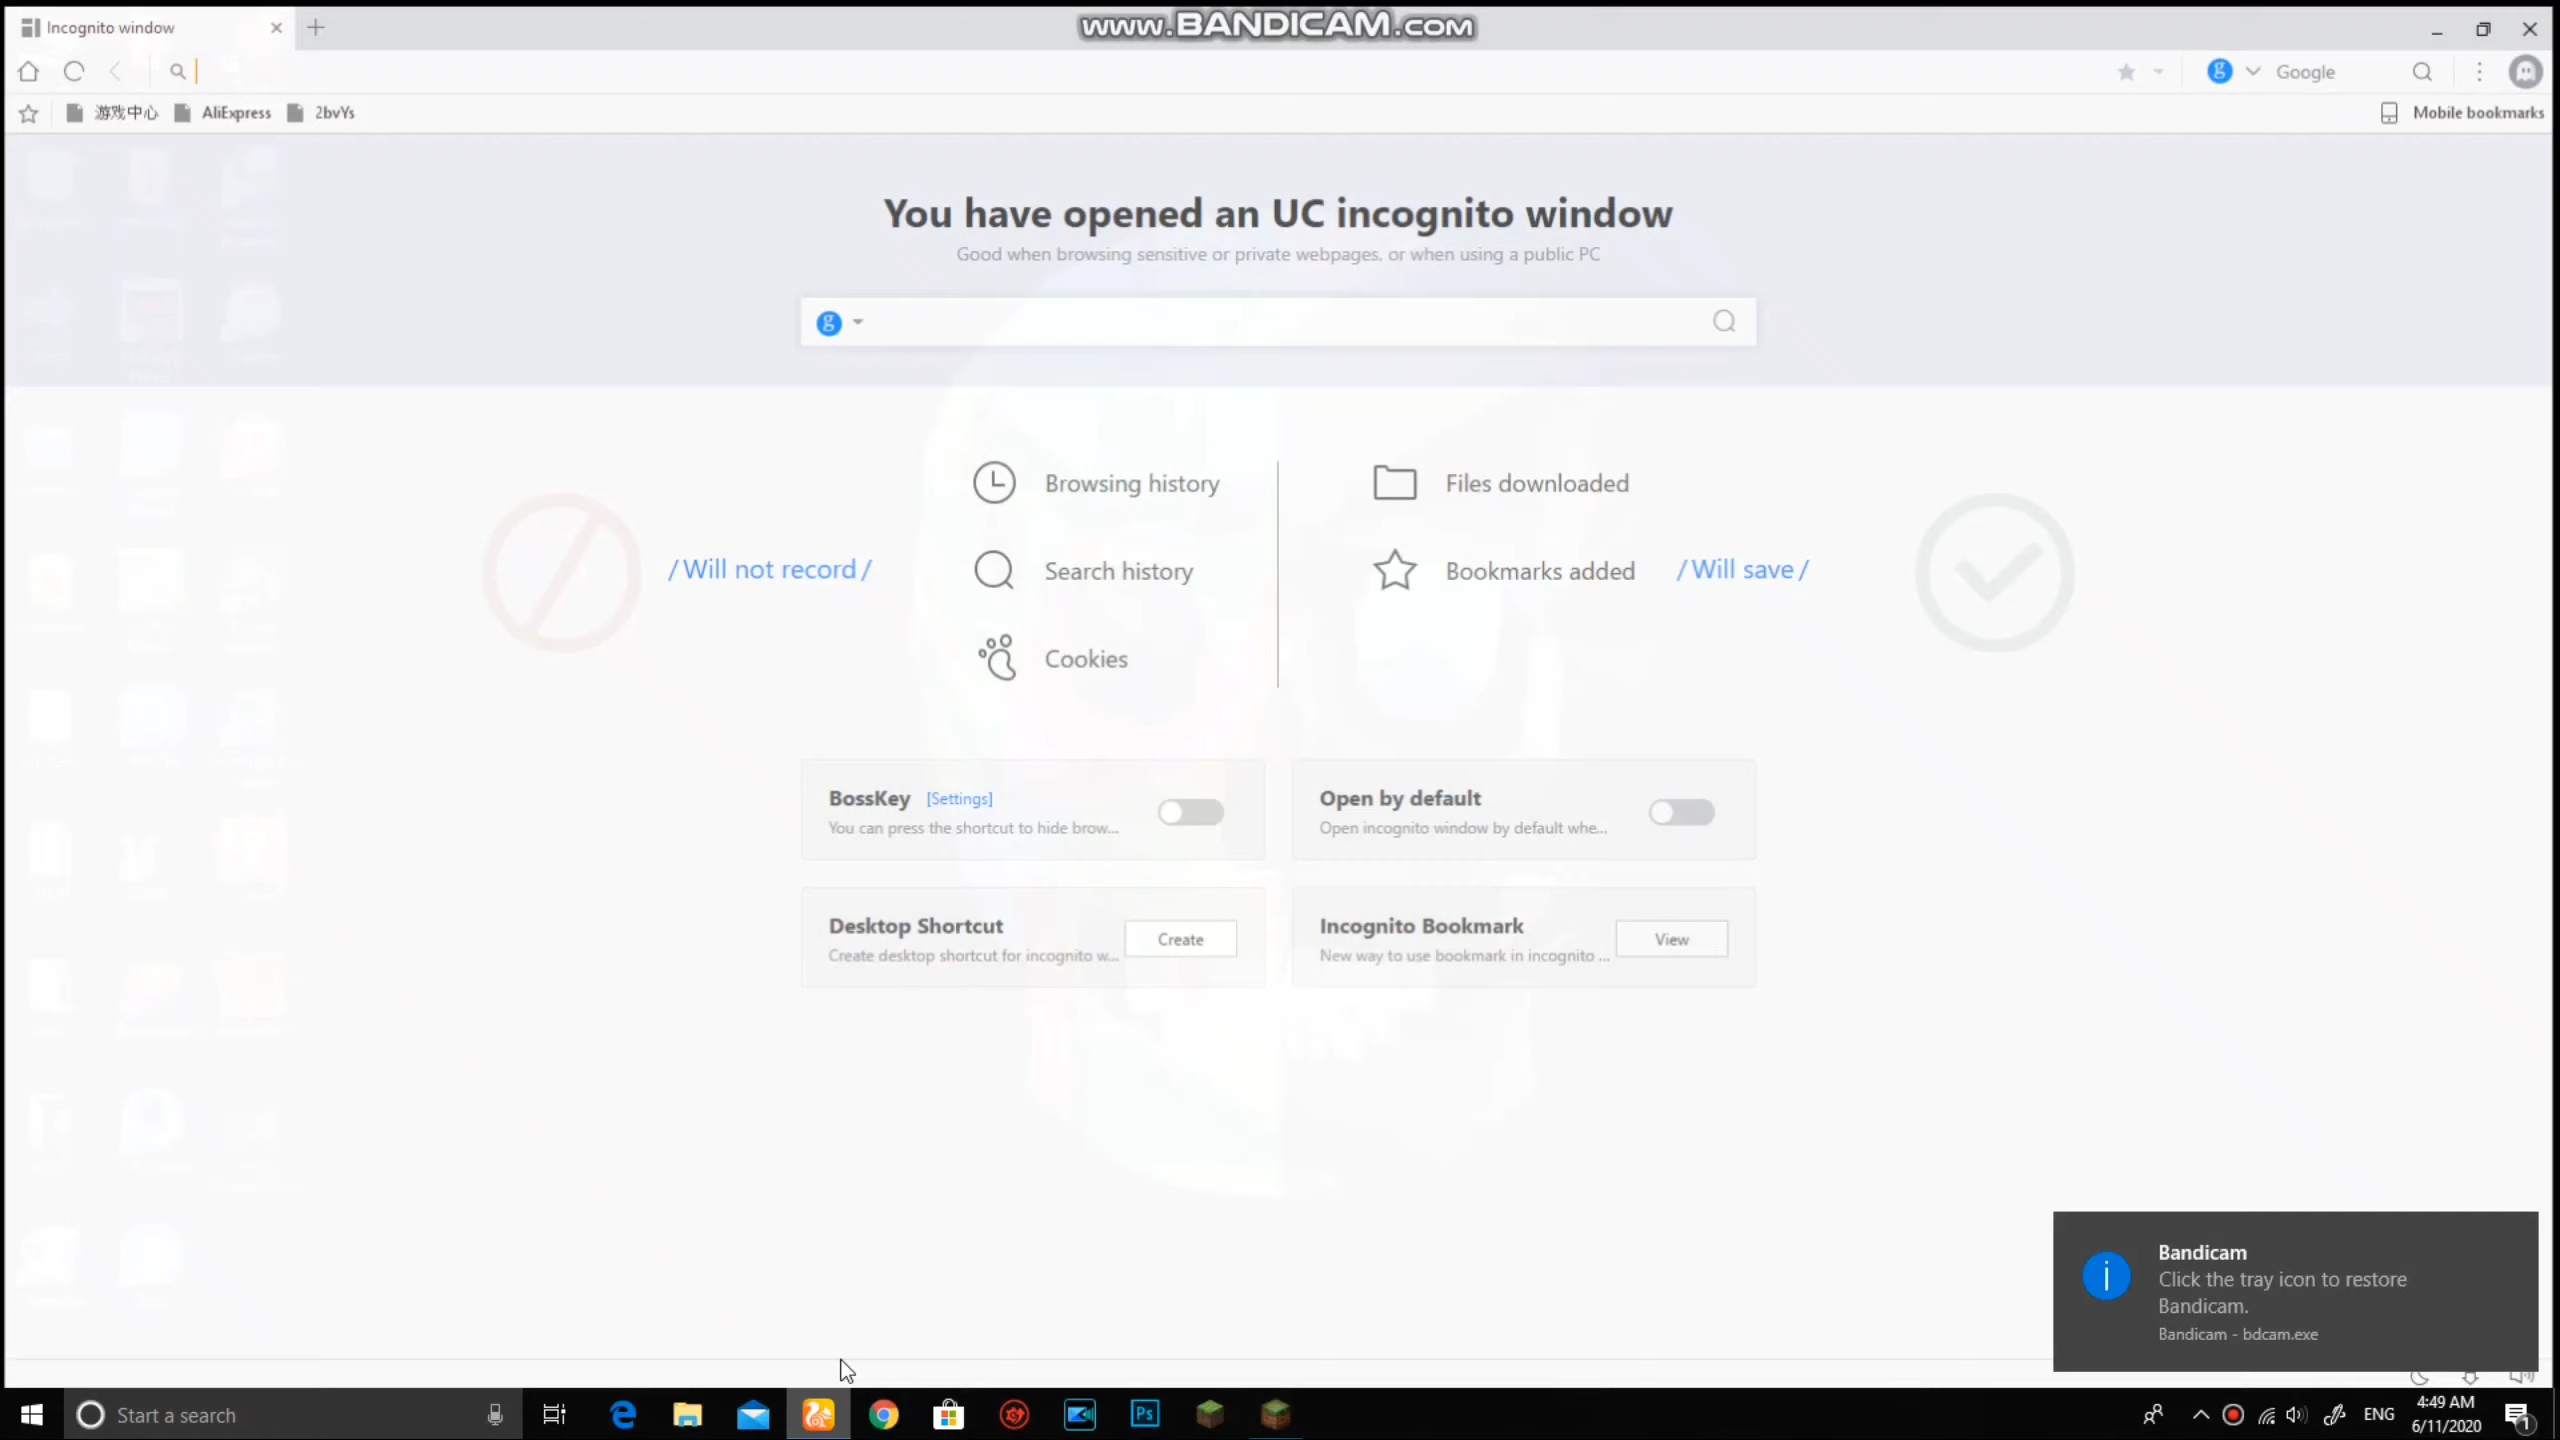 Incognito window
www.BANDICAM.com
Google
游戏中心
AliExpress
2bvYs
Mobile bookmarks
You have opened an UC incognito window
Good when browsing sensitive or private webpages, or when using a public PC
Browsing history
Files downloaded
/ Will not record /
Search history
Bookmarks added
/ Will save /
Cookies
BossKey [Settings]
You can press the shortcut to hide brow...
Open by default
Open incognito window by default whe...
Desktop Shortcut
Create desktop shortcut for incognito w...
Create
Incognito Bookmark
New way to use bookmark in incognito ...
View
Bandicam
Click the tray icon to restore
Bandicam.
Bandicam - bdcam.exe
Start a search
Ps
ENG
4:49 AM
6/11/2020
1